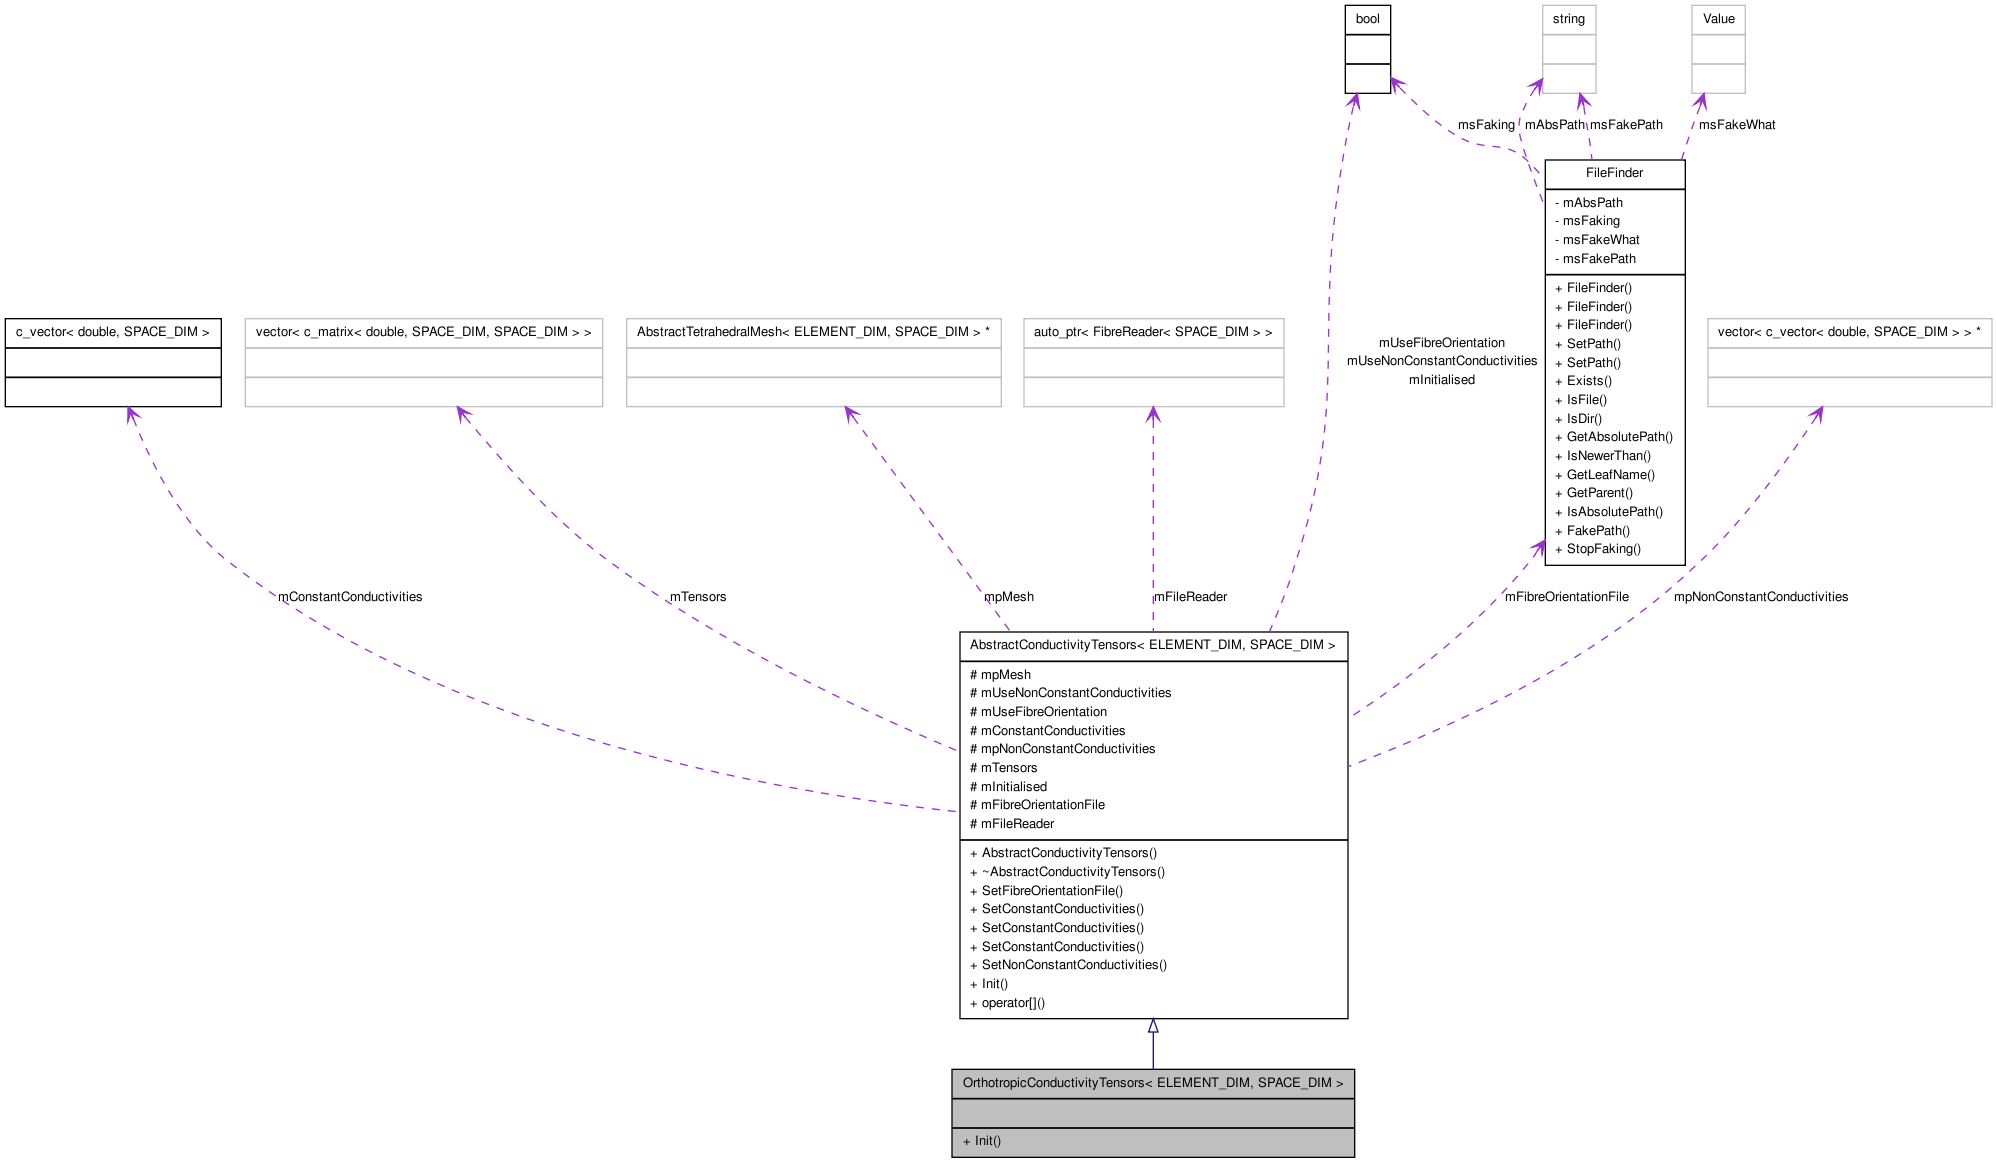 bool
string
Value
msFaking
mAbsPath
msFakePath
msFakeWhat
FileFinder
- mAbsPath
- msFaking
- msFakeWhat
- msFakePath
+ FileFinder()
+ FileFinder()
+ FileFinder()
+ SetPath()
+ SetPath()
+ Exists()
+ IsFile()
+ IsDir()
+ GetAbsolutePath()
+ IsNewerThan()
+ GetLeafName()
+ GetParent()
+ IsAbsolutePath()
+ FakePath()
+ StopFaking()
c_vector< double, SPACE_DIM >
vector< c_matrix< double, SPACE_DIM, SPACE_DIM > >
AbstractTetrahedralMesh< ELEMENT_DIM, SPACE_DIM > *
auto_ptr< FibreReader< SPACE_DIM > >
mUseFibreOrientation
mUseNonConstantConductivities
mInitialised
vector< c_vector< double, SPACE_DIM > > *
mConstantConductivities
mTensors
mpMesh
mFileReader
mFibreOrientationFile
mpNonConstantConductivities
AbstractConductivityTensors< ELEMENT_DIM, SPACE_DIM >
# mpMesh
# mUseNonConstantConductivities
# mUseFibreOrientation
# mConstantConductivities
# mpNonConstantConductivities
# mTensors
# mInitialised
# mFibreOrientationFile
# mFileReader
+ AbstractConductivityTensors()
+ ~AbstractConductivityTensors()
+ SetFibreOrientationFile()
+ SetConstantConductivities()
+ SetConstantConductivities()
+ SetConstantConductivities()
+ SetNonConstantConductivities()
+ Init()
+ operator[]()
OrthotropicConductivityTensors< ELEMENT_DIM, SPACE_DIM >
+ Init()